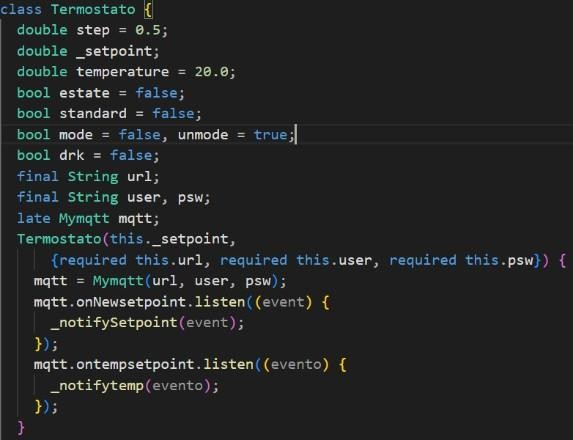 class Termostato {
  double step = 0.5;
  double _setpoint;
  double temperature = 20.0;
  bool estate = false;
  bool standard = false;
  bool mode = false, unmode = true;
  bool drk = false;
  final String url;
  final String user, psw;
  late Mymqtt mqtt;
  Termostato(this._setpoint,
      {required this.url, required this.user, required this.psw}) {
    mqtt = Mymqtt(url, user, psw);
    mqtt.onNewsetpoint.listen((event) {
      _notifySetpoint(event);
    });
    mqtt.ontempsetpoint.listen((evento) {
      _notifytemp(evento);
    });
  }